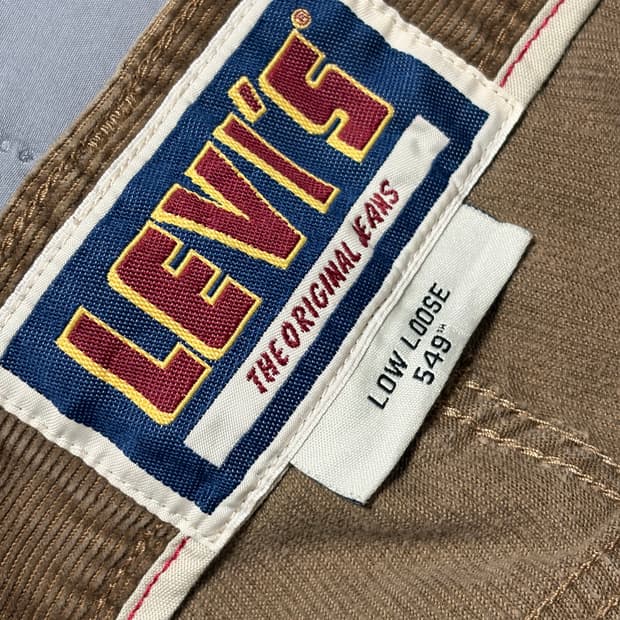 LEVI'S®
THE ORIGINAL JEANS
LOW LOOSE
549™